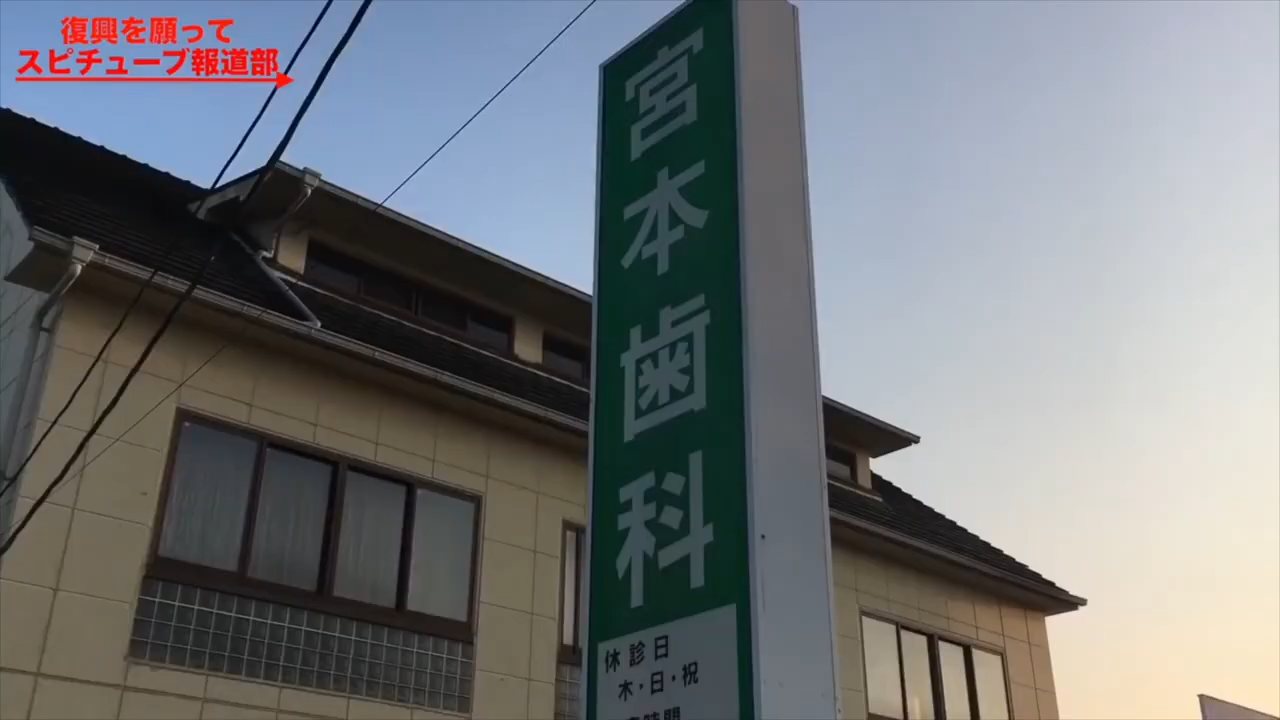 復興を願って
スピチューブ報道部
宮本歯科
休診日
木・日・祝